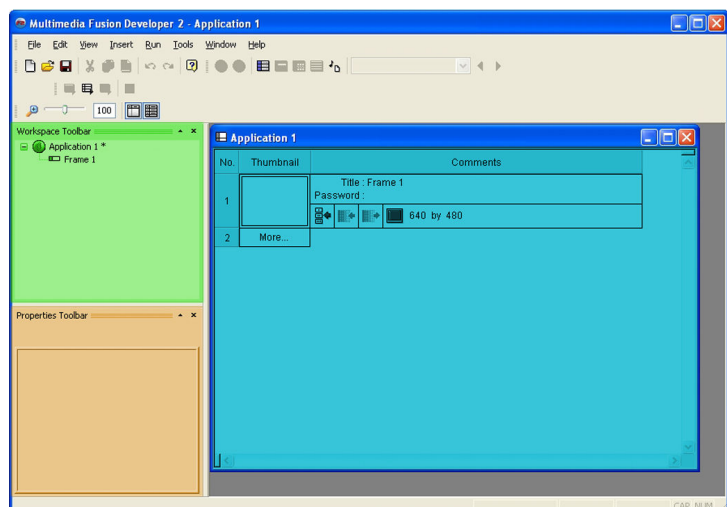 Multimedia Fusion Developer 2 - Application 1
File Edit View Insert Run Tools Window Help
100
Workspace Toolbar
Application 1 *
Frame 1
Properties Toolbar
Application 1
No. Thumbnail Comments
1
Title : Frame 1
Password :
640 by 480
2 More...
CAP NUM